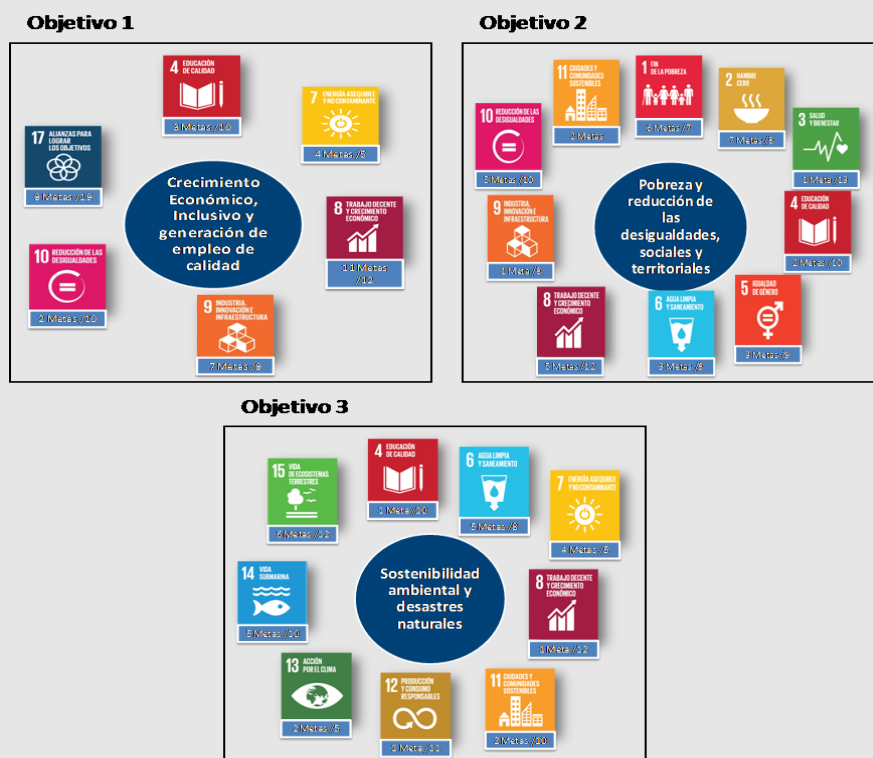 Objetivo 1
4 EDUCACIÓN
DE CALIDAD
3 Metas /10
7 ENERGÍA ASEQUIBLE
Y NO CONTAMINANTE
4 Metas /5
17 ALIANZAS PARA
LOGRAR
LOS OBJETIVOS
8 Metas /19
Crecimiento
Económico,
Inclusivo y
generación de
empleo de
calidad
8 TRABAJO DECENTE
Y CRECIMIENTO
ECONÓMICO
11 Metas
/12
10 REDUCCIÓN DE LAS
DESIGUALDADES
2 Metas /10
9 INDUSTRIA,
INNOVACIÓN E
INFRAESTRUCTURA
7 Metas /8
Objetivo 2
11 CIUDADES Y
COMUNIDADES
SOSTENIBLES
2 Metas
1 FIN
DE LA POBREZA
6 Metas /7
2 HAMBRE
CERO
7 Metas /8
10 REDUCCIÓN DE LAS
DESIGUALDADES
5 Metas /10
3 SALUD
Y BIENESTAR
1 Meta /13
Pobreza y
reducción de
las
desigualdades,
sociales y
territoriales
9 INDUSTRIA,
INNOVACIÓN E
INFRAESTRUCTURA
1 Meta /8
4 EDUCACIÓN
DE CALIDAD
2 Metas /10
8 TRABAJO DECENTE
Y CRECIMIENTO
ECONÓMICO
5 Metas /12
6 AGUA LIMPIA
Y SANEAMIENTO
3 Metas /8
5 IGUALDAD
DE GÉNERO
3 Metas /9
Objetivo 3
15 VIDA
DE ECOSISTEMAS
TERRESTRES
6 Metas /12
4 EDUCACIÓN
DE CALIDAD
1 Meta /10
6 AGUA LIMPIA
Y SANEAMIENTO
5 Metas /8
7 ENERGÍA ASEQUIBLE
Y NO CONTAMINANTE
4 Metas /5
14 VIDA
SUBMARINA
5 Metas /10
Sostenibilidad
ambiental y
desastres
naturales
8 TRABAJO DECENTE
Y CRECIMIENTO
ECONÓMICO
1 Meta /12
13 ACCIÓN
POR EL CLIMA
2 Metas /5
12 PRODUCCIÓN
Y CONSUMO
RESPONSABLES
1 Meta /11
11 CIUDADES Y
COMUNIDADES
SOSTENIBLES
2 Metas /10